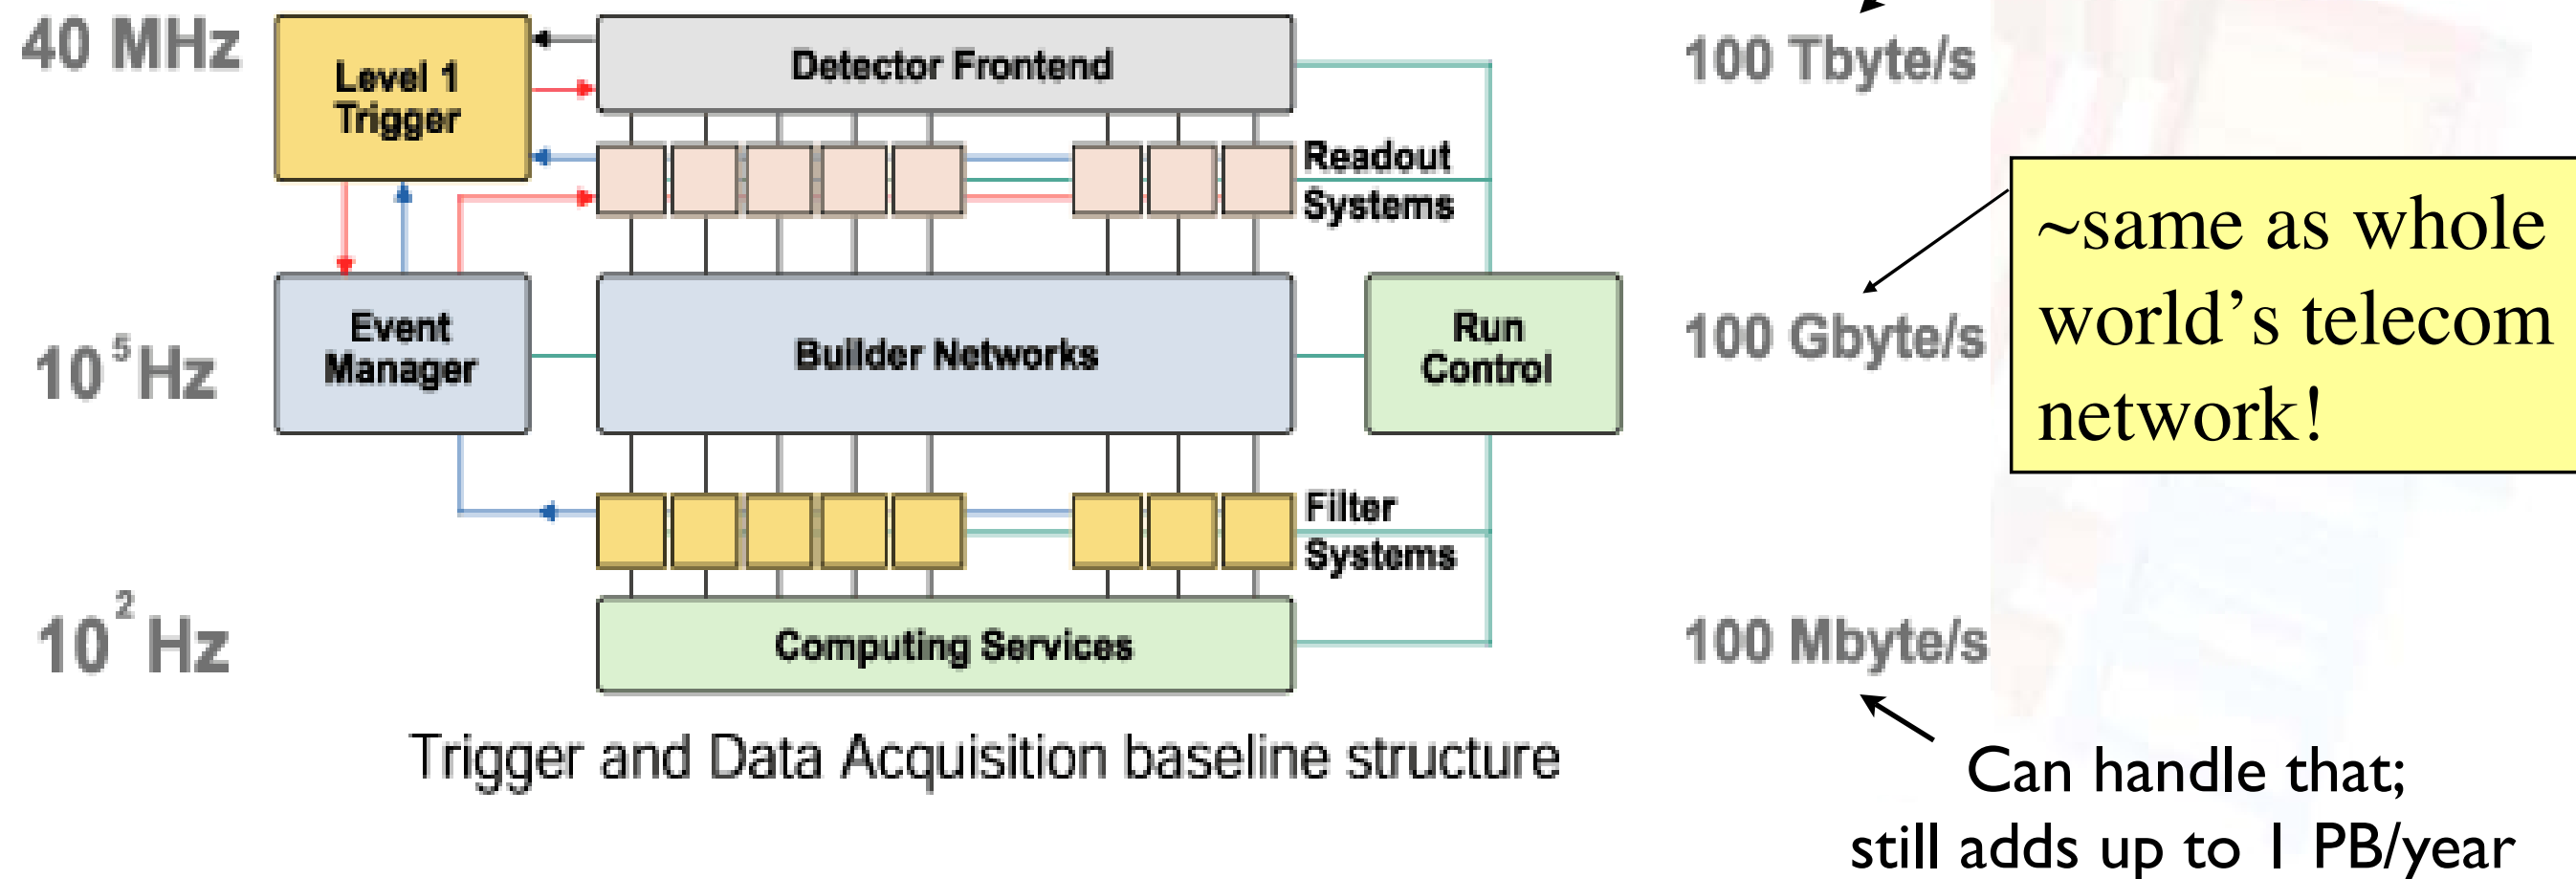 40 MHz
Level 1
Trigger
Detector Frontend
100 Tbyte/s
Readout
Systems
~same as whole
world's telecom
network!
10⁵ Hz
Event
Manager
Builder Networks
Run
Control
100 Gbyte/s
Filter
Systems
10² Hz
Computing Services
100 Mbyte/s
Trigger and Data Acquisition baseline structure
Can handle that;
still adds up to 1 PB/year